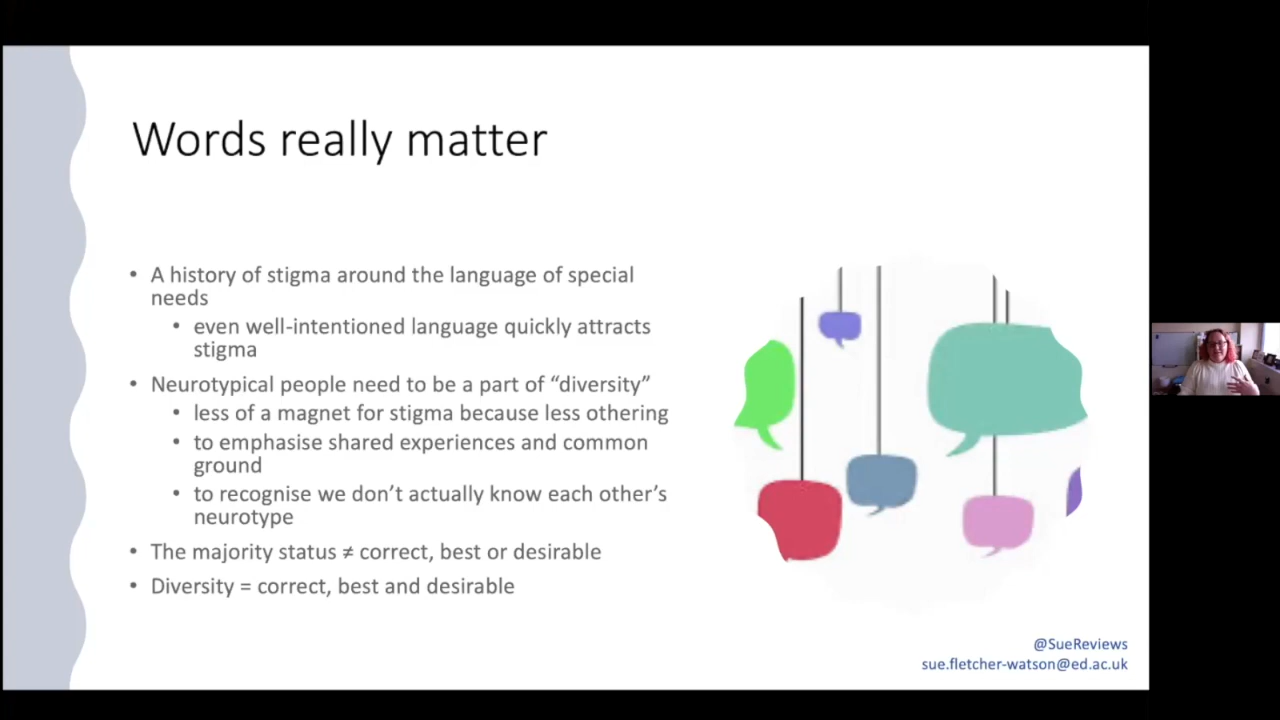 Words really matter
• A history of stigma around the language of special
needs
• even well-intentioned language quickly attracts
stigma
• Neurotypical people need to be a part of “diversity”
• less of a magnet for stigma because less othering
• to emphasise shared experiences and common
ground
• to recognise we don’t actually know each other’s
neurotype
• The majority status ≠ correct, best or desirable
• Diversity = correct, best and desirable
@SueReviews
sue.fletcher-watson@ed.ac.uk